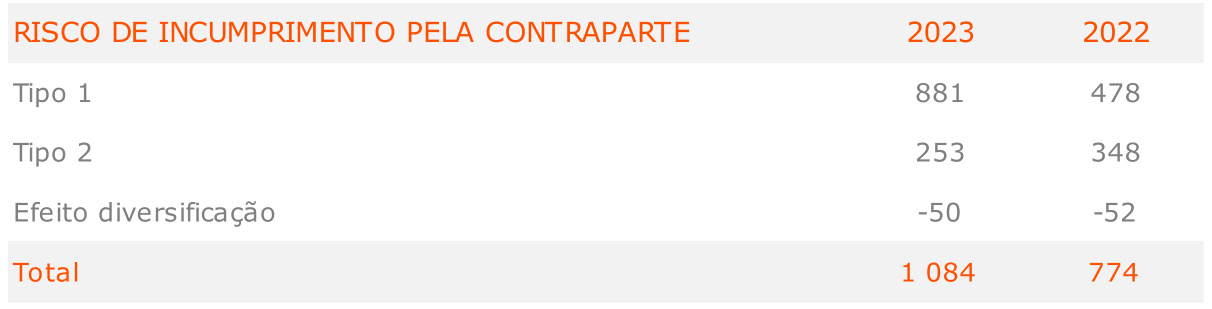 RISCO DE INCUMPRIMENTO PELA CONTRAPARTE 2023 2022
Tipo 1 881 478
Tipo 2 253 348
Efeito diversificação -50 -52
Total 1 084 774